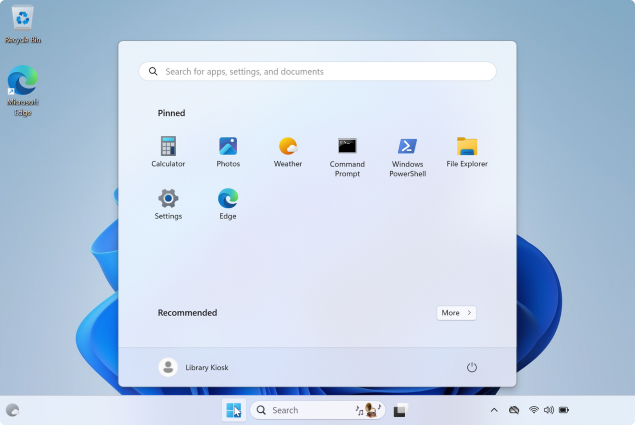 Recycle Bin
Microsoft
Edge
Search for apps, settings, and documents
Pinned
Calculator
Photos
Weather
Command
Prompt
Windows
PowerShell
File Explorer
Settings
Edge
Recommended
More
Library Kiosk
Search